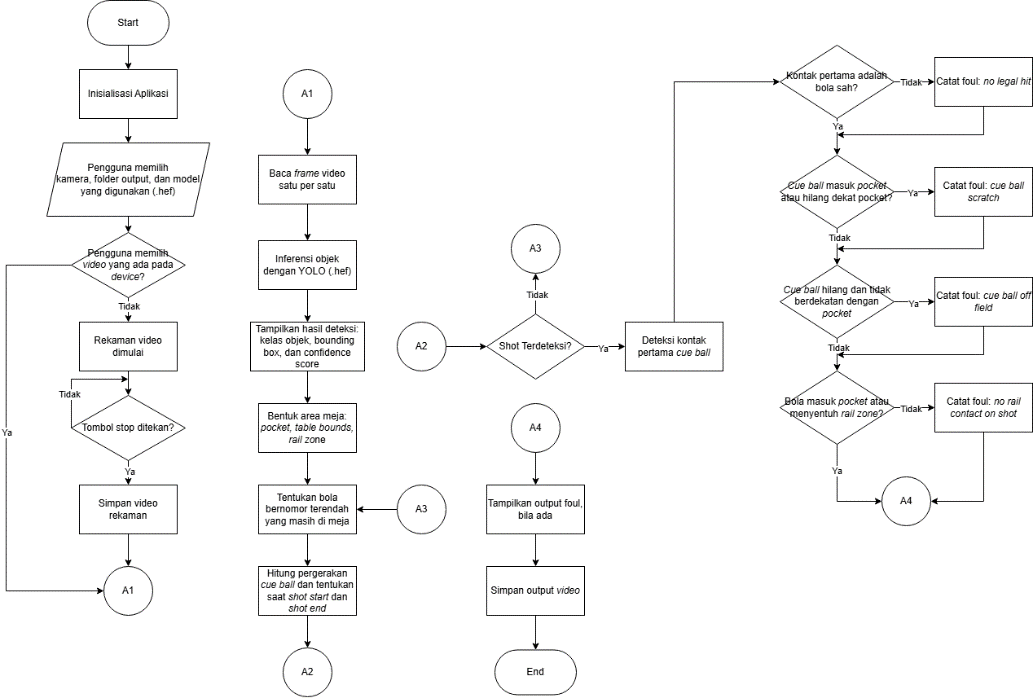 Start
Inisialisasi Aplikasi
Pengguna memilih
kamera, folder output, dan model
yang digunakan (.hef)
Pengguna memilih
video yang ada pada
device?
Tidak
Rekaman video
dimulai
Tidak
Tombol stop ditekan?
Ya
Ya
Simpan video
rekaman
A1
A1
Baca frame video
satu per satu
Inferensi objek
dengan YOLO (.hef)
Tampilkan hasil deteksi:
kelas objek, bounding
box, dan confidence
score
Bentuk area meja:
pocket, table bounds,
rail zone
Tentukan bola
bernomor terendah
yang masih di meja
A3
Hitung pergerakan
cue ball dan tentukan
saat shot start dan
shot end
A2
A3
Tidak
A2
Shot Terdeteksi?
Ya
Deteksi kontak
pertama cue ball
A4
Tampilkan output foul,
bila ada
Simpan output video
End
Kontak pertama adalah
bola sah?
Tidak
Catat foul: no legal hit
Ya
Cue ball masuk pocket
atau hilang dekat pocket?
Ya
Catat foul: cue ball
scratch
Tidak
Cue ball hilang dan tidak
berdekatan dengan
pocket
Ya
Catat foul: cue ball off
field
Tidak
Bola masuk pocket atau
menyentuh rail zone?
Tidak
Catat foul: no rail
contact on shot
Ya
A4